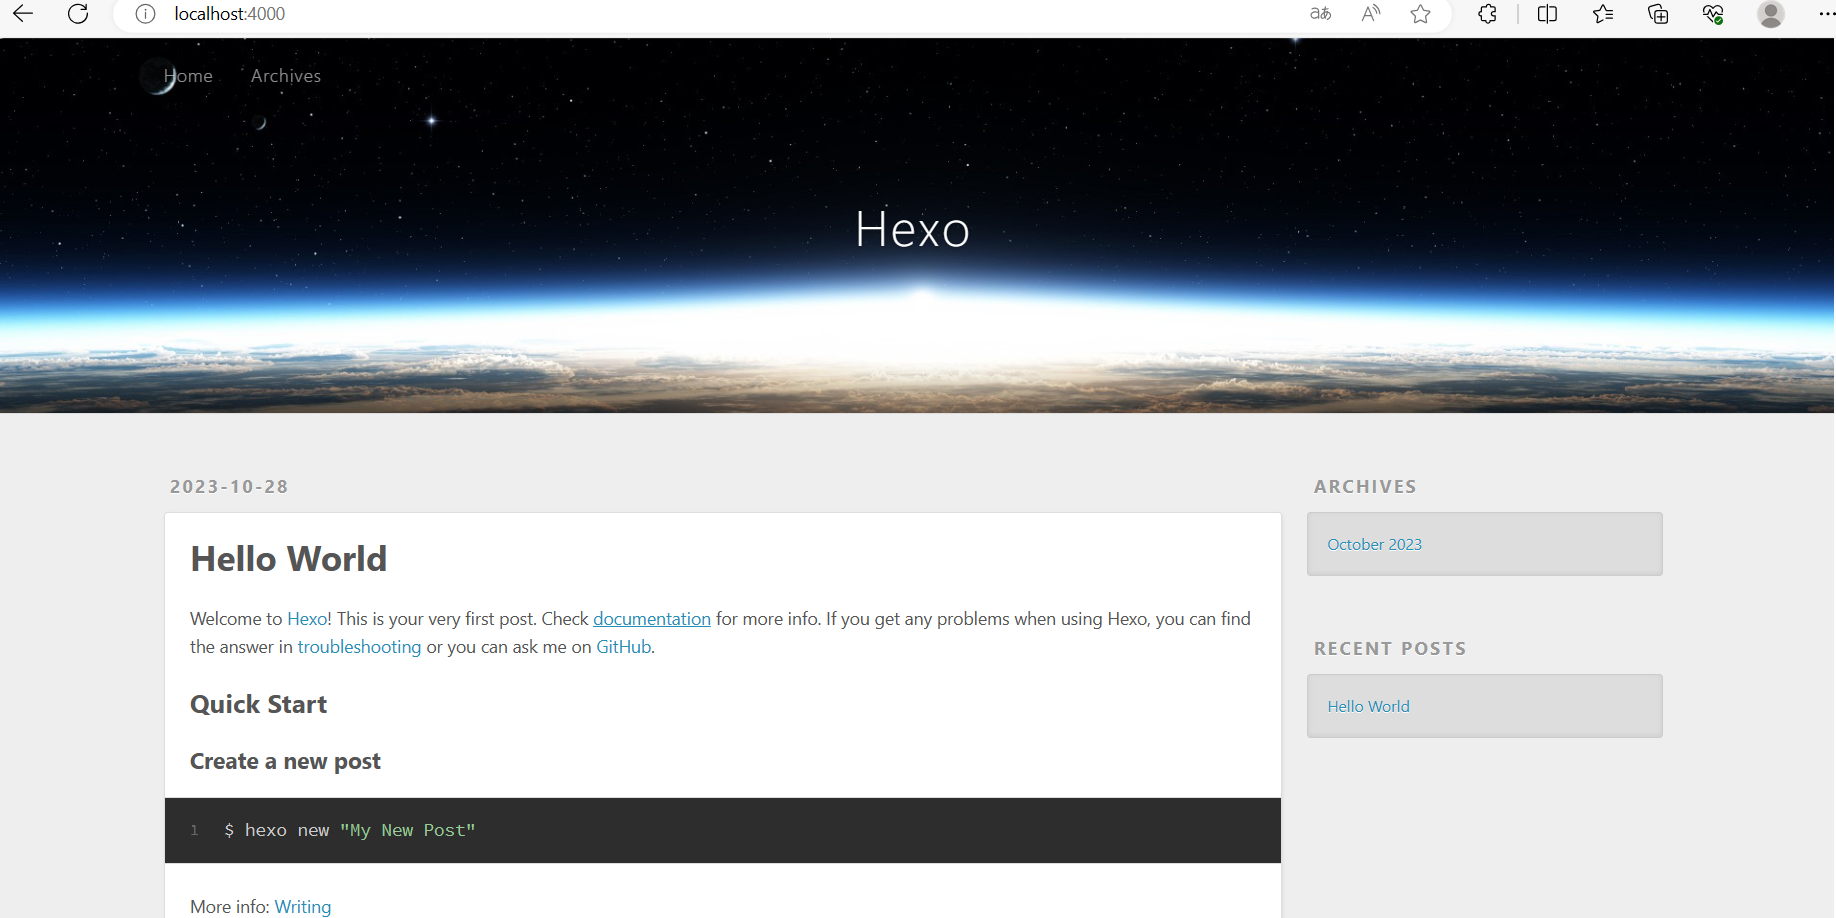 localhost:4000
Home Archives
Hexo
2023-10-28
Hello World
Welcome to Hexo! This is your very first post. Check documentation for more info. If you get any problems when using Hexo, you can find
the answer in troubleshooting or you can ask me on GitHub.
Quick Start
Create a new post
1 $ hexo new "My New Post"
More info: Writing
ARCHIVES
October 2023
RECENT POSTS
Hello World